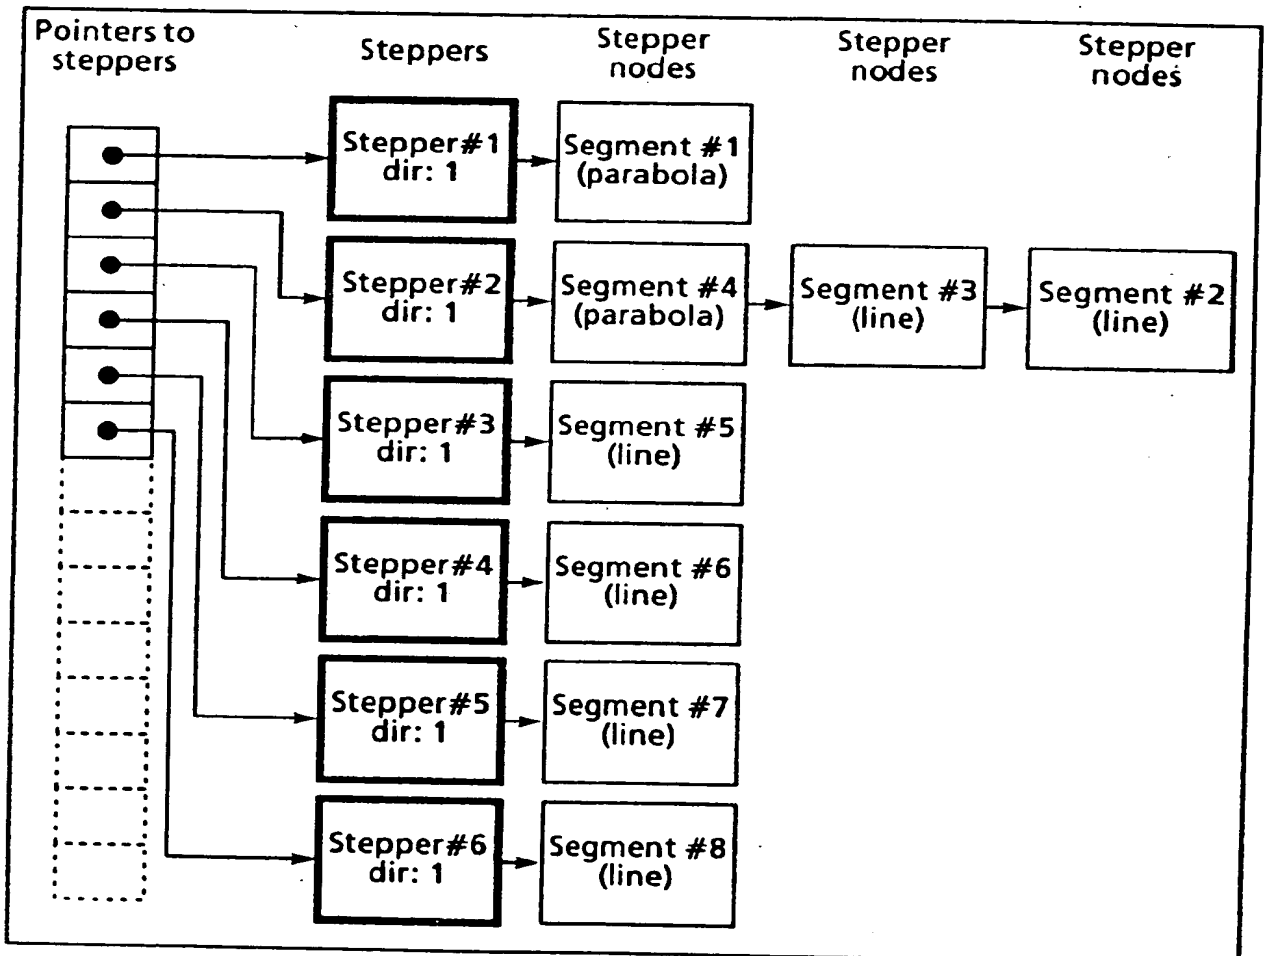 Pointers to
steppers
Steppers
Stepper
nodes
Stepper
nodes
Stepper
nodes
Stepper#1
dir: 1
Segment #1
(parabola)
Stepper#2
dir: 1
Segment #4
(parabola)
Segment #3
(line)
Segment #2
(line)
Stepper#3
dir: 1
Segment #5
(line)
Stepper#4
dir: 1
Segment #6
(line)
Stepper#5
dir: 1
Segment #7
(line)
Stepper#6
dir: 1
Segment #8
(line)